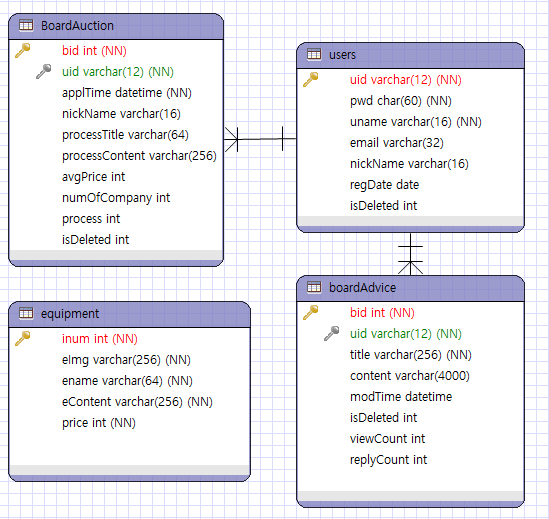 BoardAuction
bid int (NN)
uid varchar(12) (NN)
applTime datetime (NN)
nickName varchar(16)
processTitle varchar(64)
processContent varchar(256)
avgPrice int
numOfCompany int
process int
isDeleted int
users
uid varchar(12) (NN)
pwd char(60) (NN)
uname varchar(16) (NN)
email varchar(32)
nickName varchar(16)
regDate date
isDeleted int
equipment
inum int (NN)
eImg varchar(256) (NN)
ename varchar(64) (NN)
eContent varchar(256) (NN)
price int (NN)
boardAdvice
bid int (NN)
uid varchar(12) (NN)
title varchar(256) (NN)
content varchar(4000)
modTime datetime
isDeleted int
viewCount int
replyCount int